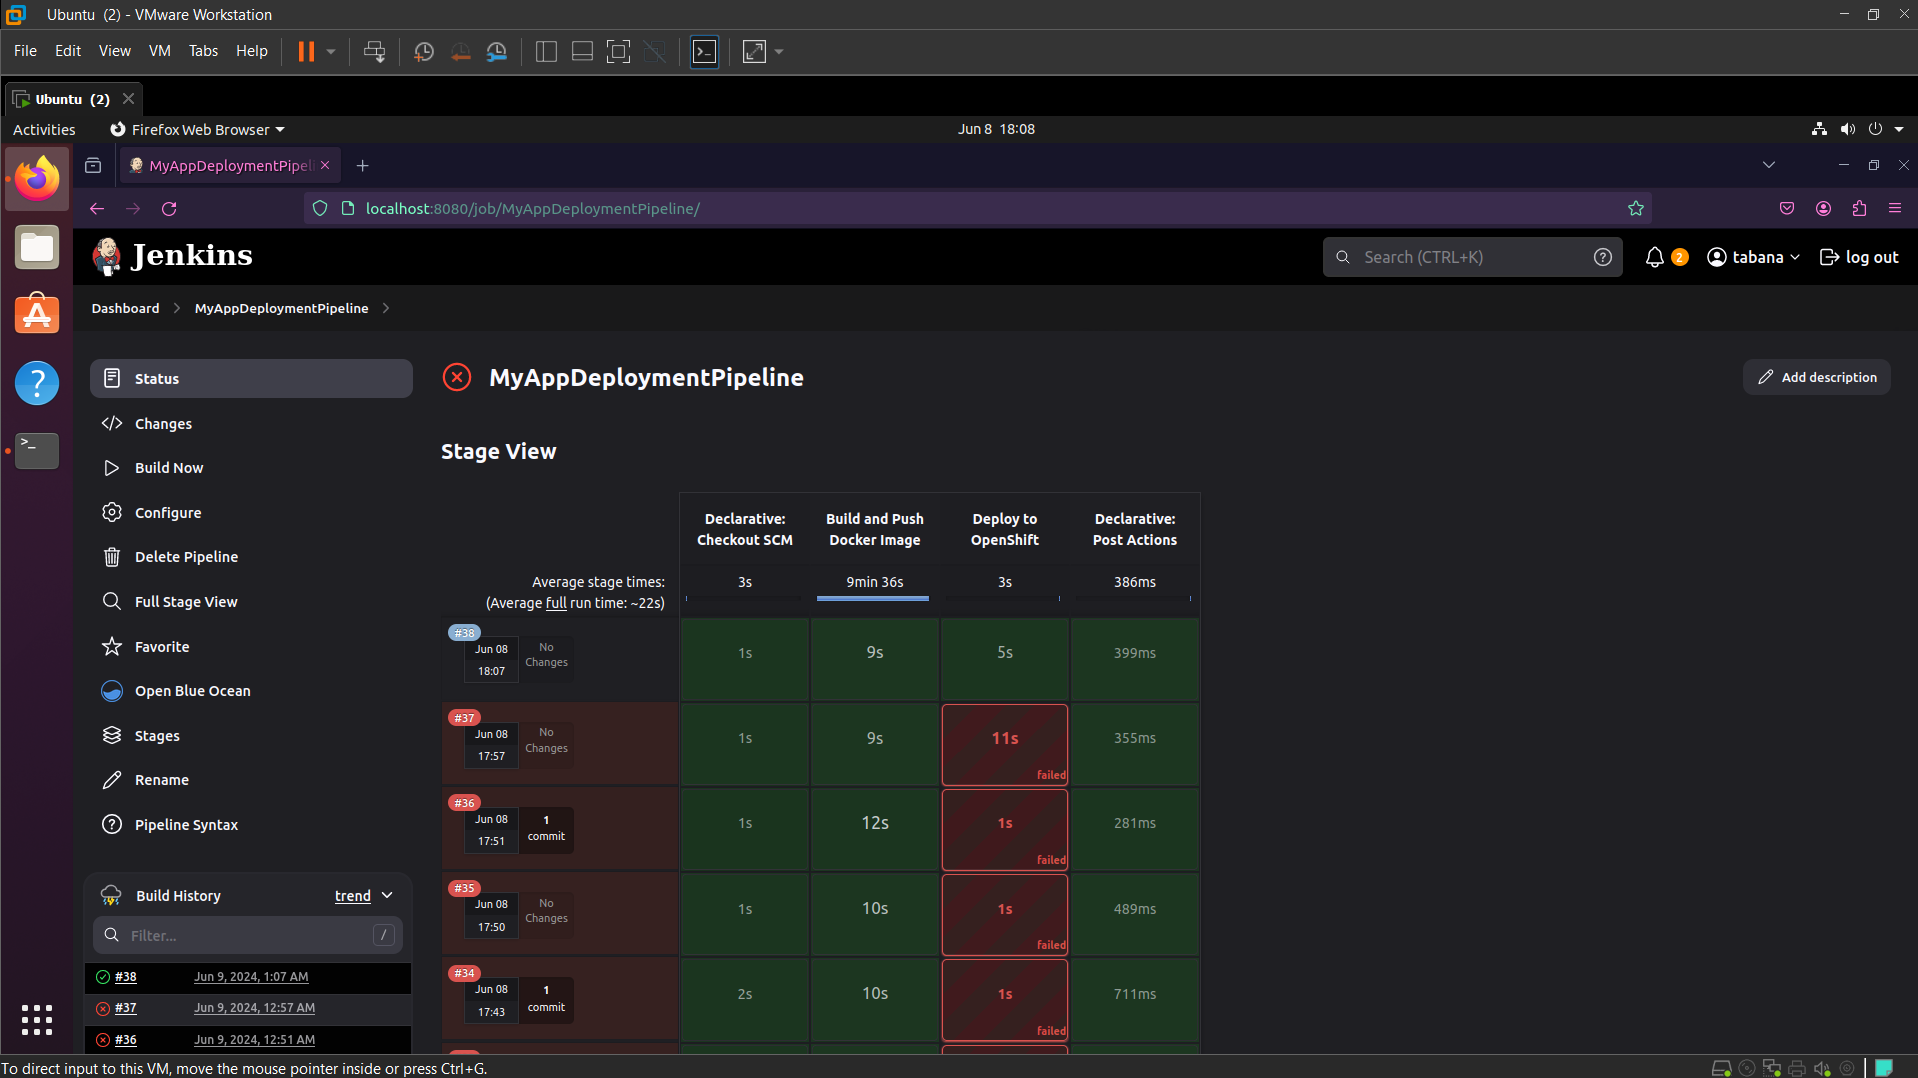 Ubuntu (2) - VMware Workstation
File Edit View VM Tabs Help
Ubuntu (2)
Activities Firefox Web Browser Jun 8 18:08
MyAppDeploymentPipel
localhost:8080/job/MyAppDeploymentPipeline/
Jenkins Search (CTRL+K) 2 tabana log out
Dashboard MyAppDeploymentPipeline
Status
Changes
Build Now
Configure
Delete Pipeline
Full Stage View
Favorite
Open Blue Ocean
Stages
Rename
Pipeline Syntax
Build History trend
Filter... /
#38 Jun 9, 2024, 1:07 AM
#37 Jun 9, 2024, 12:57 AM
#36 Jun 9, 2024, 12:51 AM
MyAppDeploymentPipeline Add description
Stage View
Declarative: Build and Push Deploy to Declarative:
Checkout SCM Docker Image OpenShift Post Actions
Average stage times: 3s 9min 36s 3s 386ms
(Average full run time: ~22s)
#38
Jun 08 No
18:07 Changes
1s 9s 5s 399ms
#37
Jun 08 No
17:57 Changes
1s 9s 11s 355ms
failed
#36
Jun 08 1
17:51 commit
1s 12s 1s 281ms
failed
#35
Jun 08 No
17:50 Changes
1s 10s 1s 489ms
failed
#34
Jun 08 1
17:43 commit
2s 10s 1s 711ms
failed
To direct input to this VM, move the mouse pointer inside or press Ctrl+G.